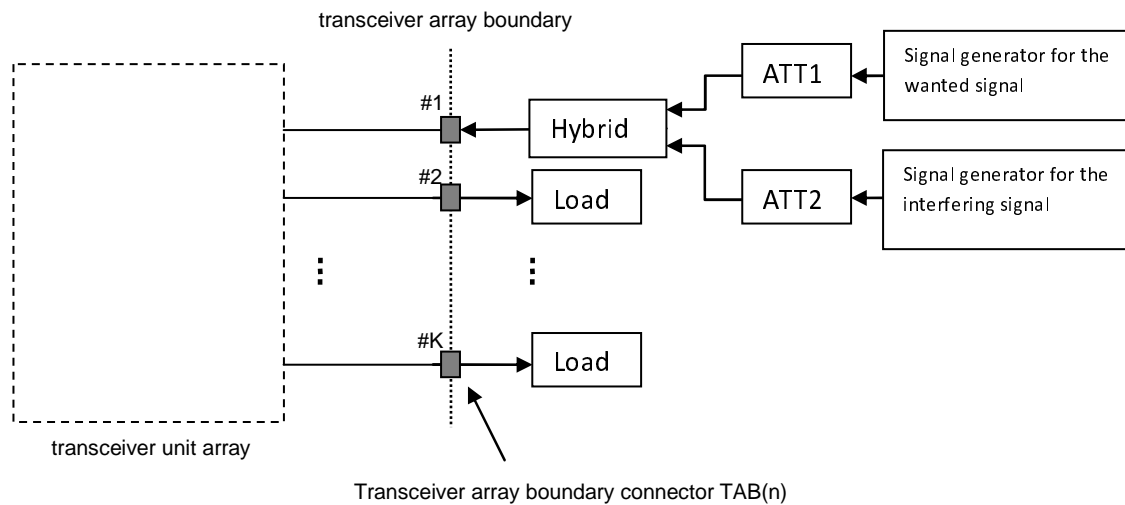 transceiver array boundary
Signal generator for the
wanted signal
ATT1
#1
Hybrid
#2
Load
ATT2
Signal generator for the
interfering signal
#K
Load
transceiver unit array
Transceiver array boundary connector TAB(n)